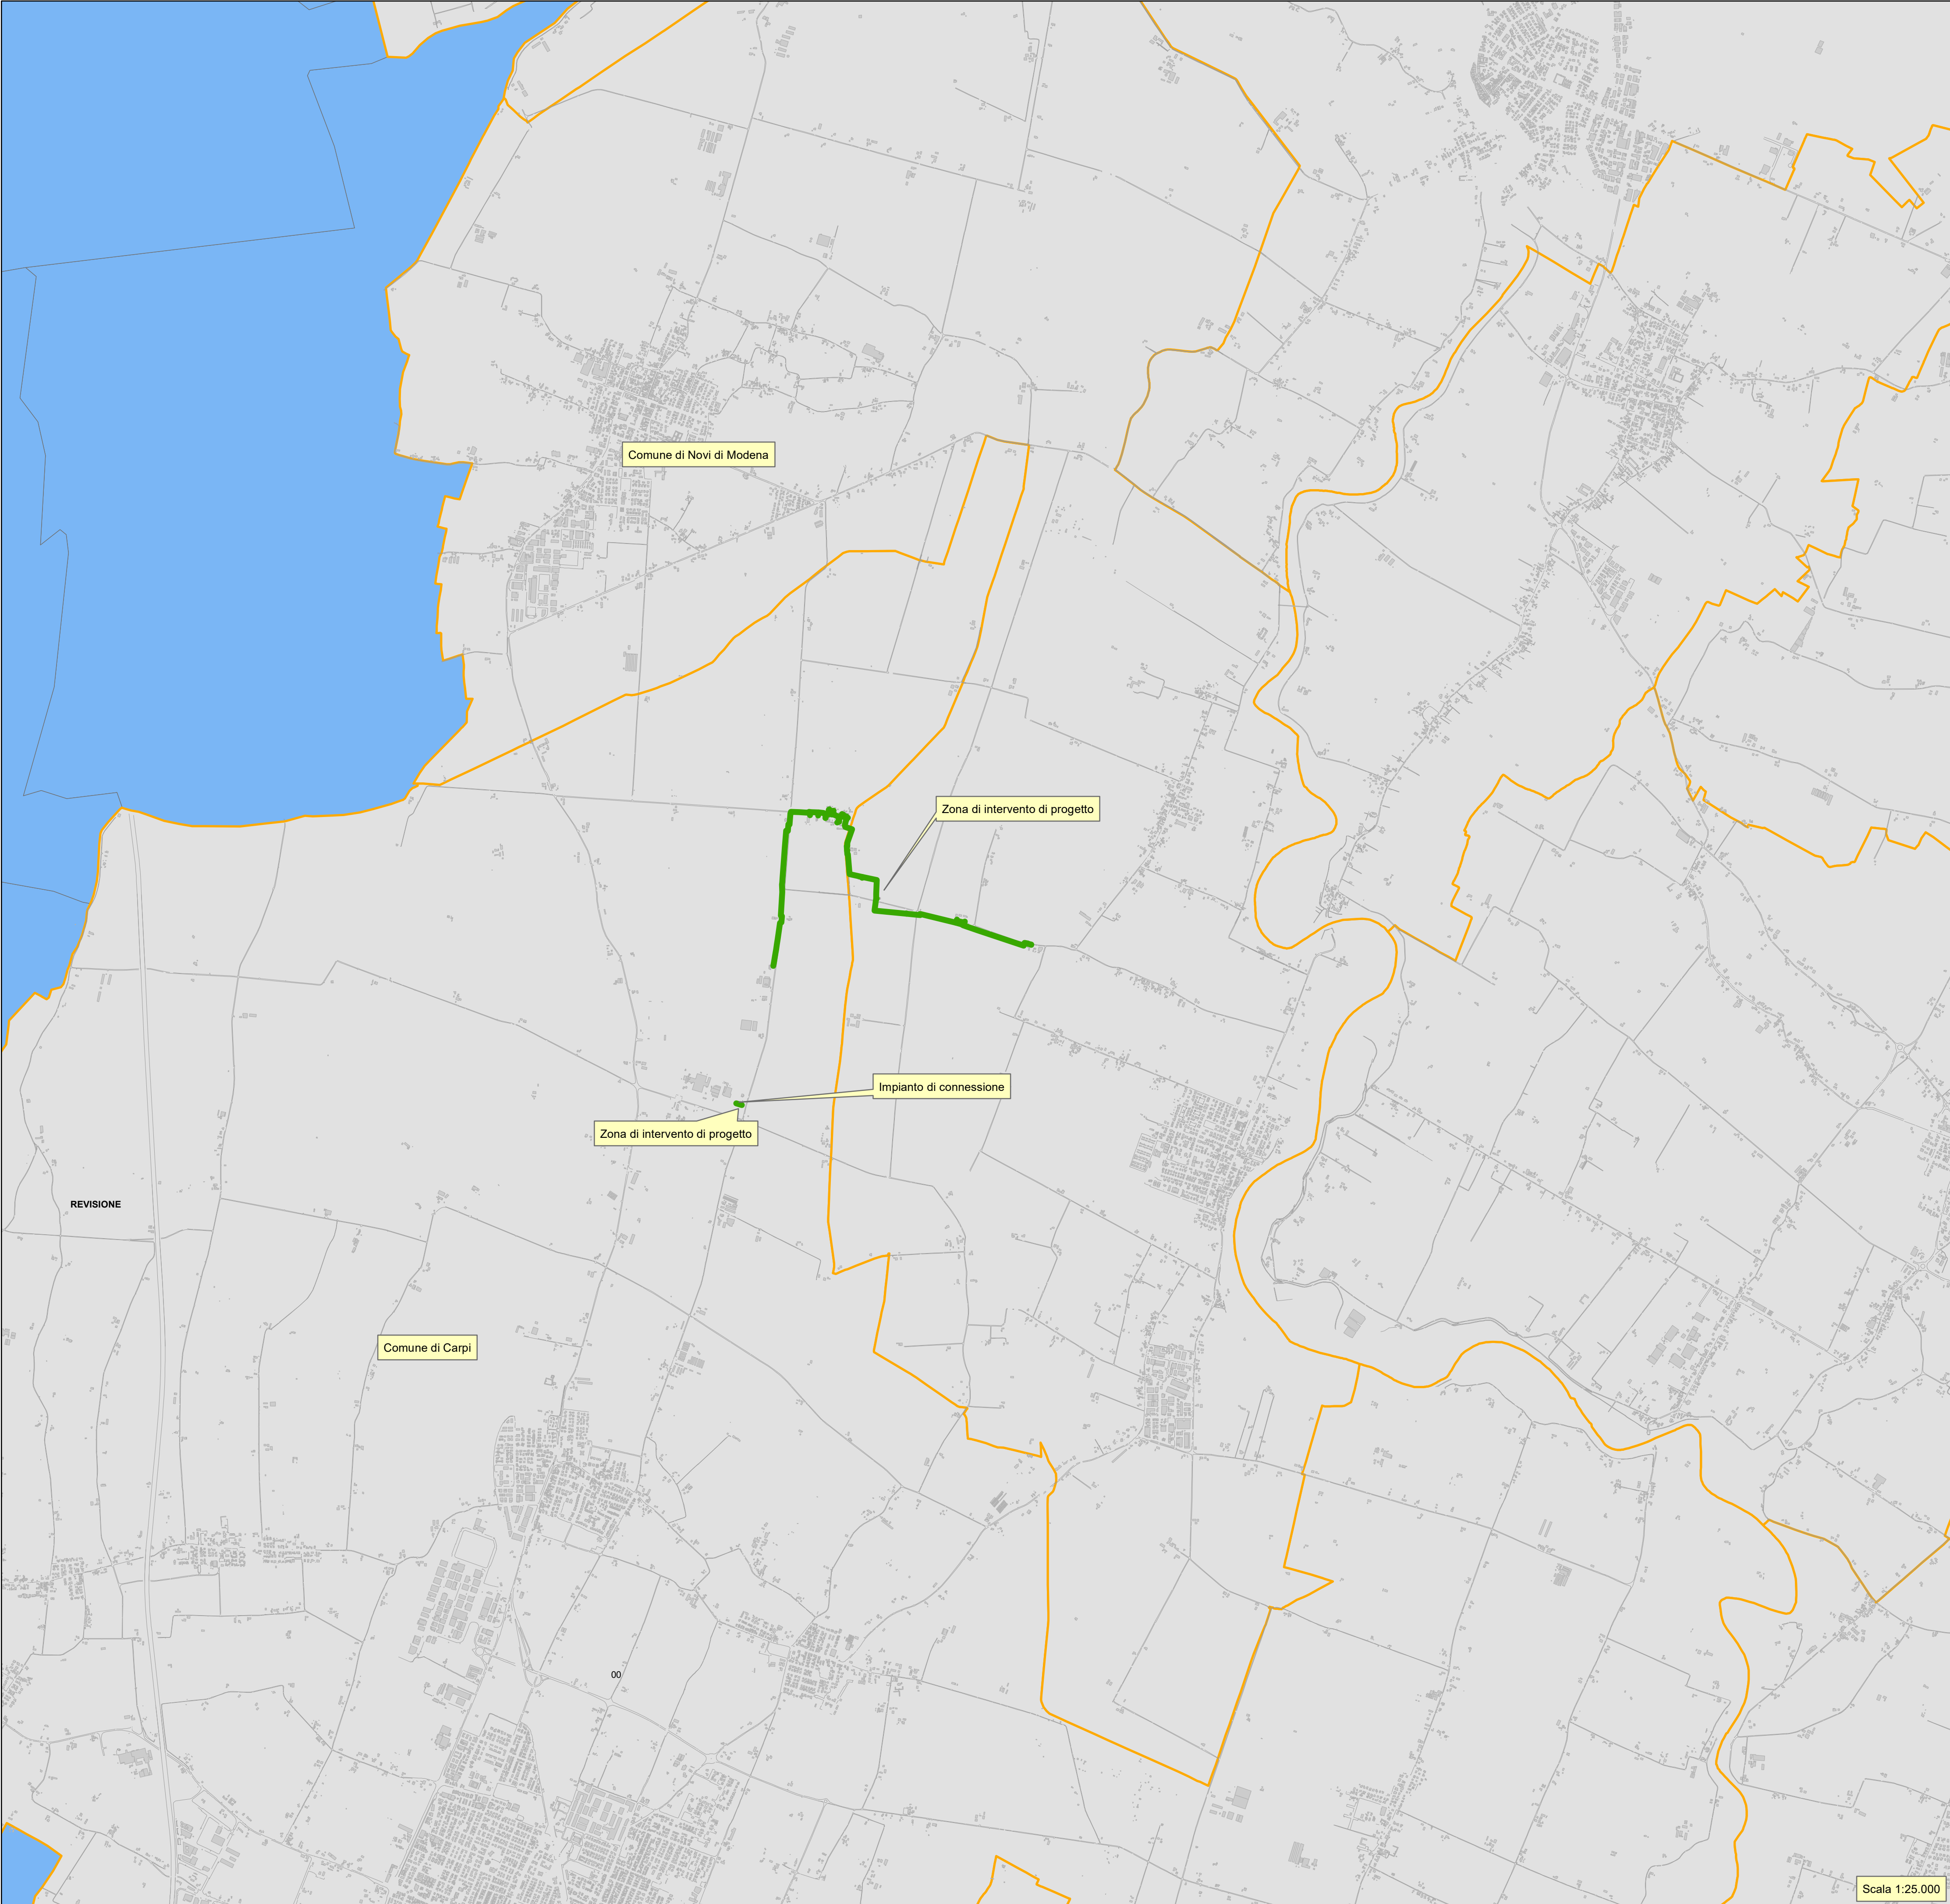 Comune di Novi di Modena
Zona di intervento di progetto
Impianto di connessione
Zona di intervento di progetto
REVISIONE
Comune di Carpi
00
Scala 1:25.000